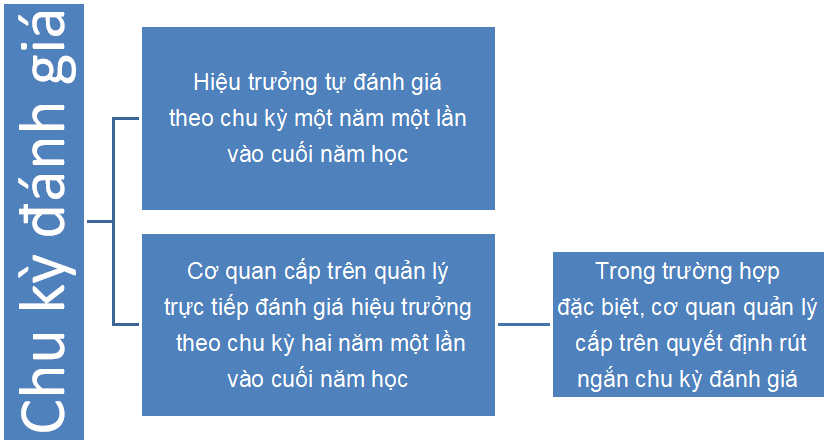 Chu kỳ đánh giá
Hiệu trưởng tự đánh giá
theo chu kỳ một năm một lần
vào cuối năm học
Cơ quan cấp trên quản lý
trực tiếp đánh giá hiệu trưởng
theo chu kỳ hai năm một lần
vào cuối năm học
Trong trường hợp
đặc biệt, cơ quan quản lý
cấp trên quyết định rút
ngắn chu kỳ đánh giá